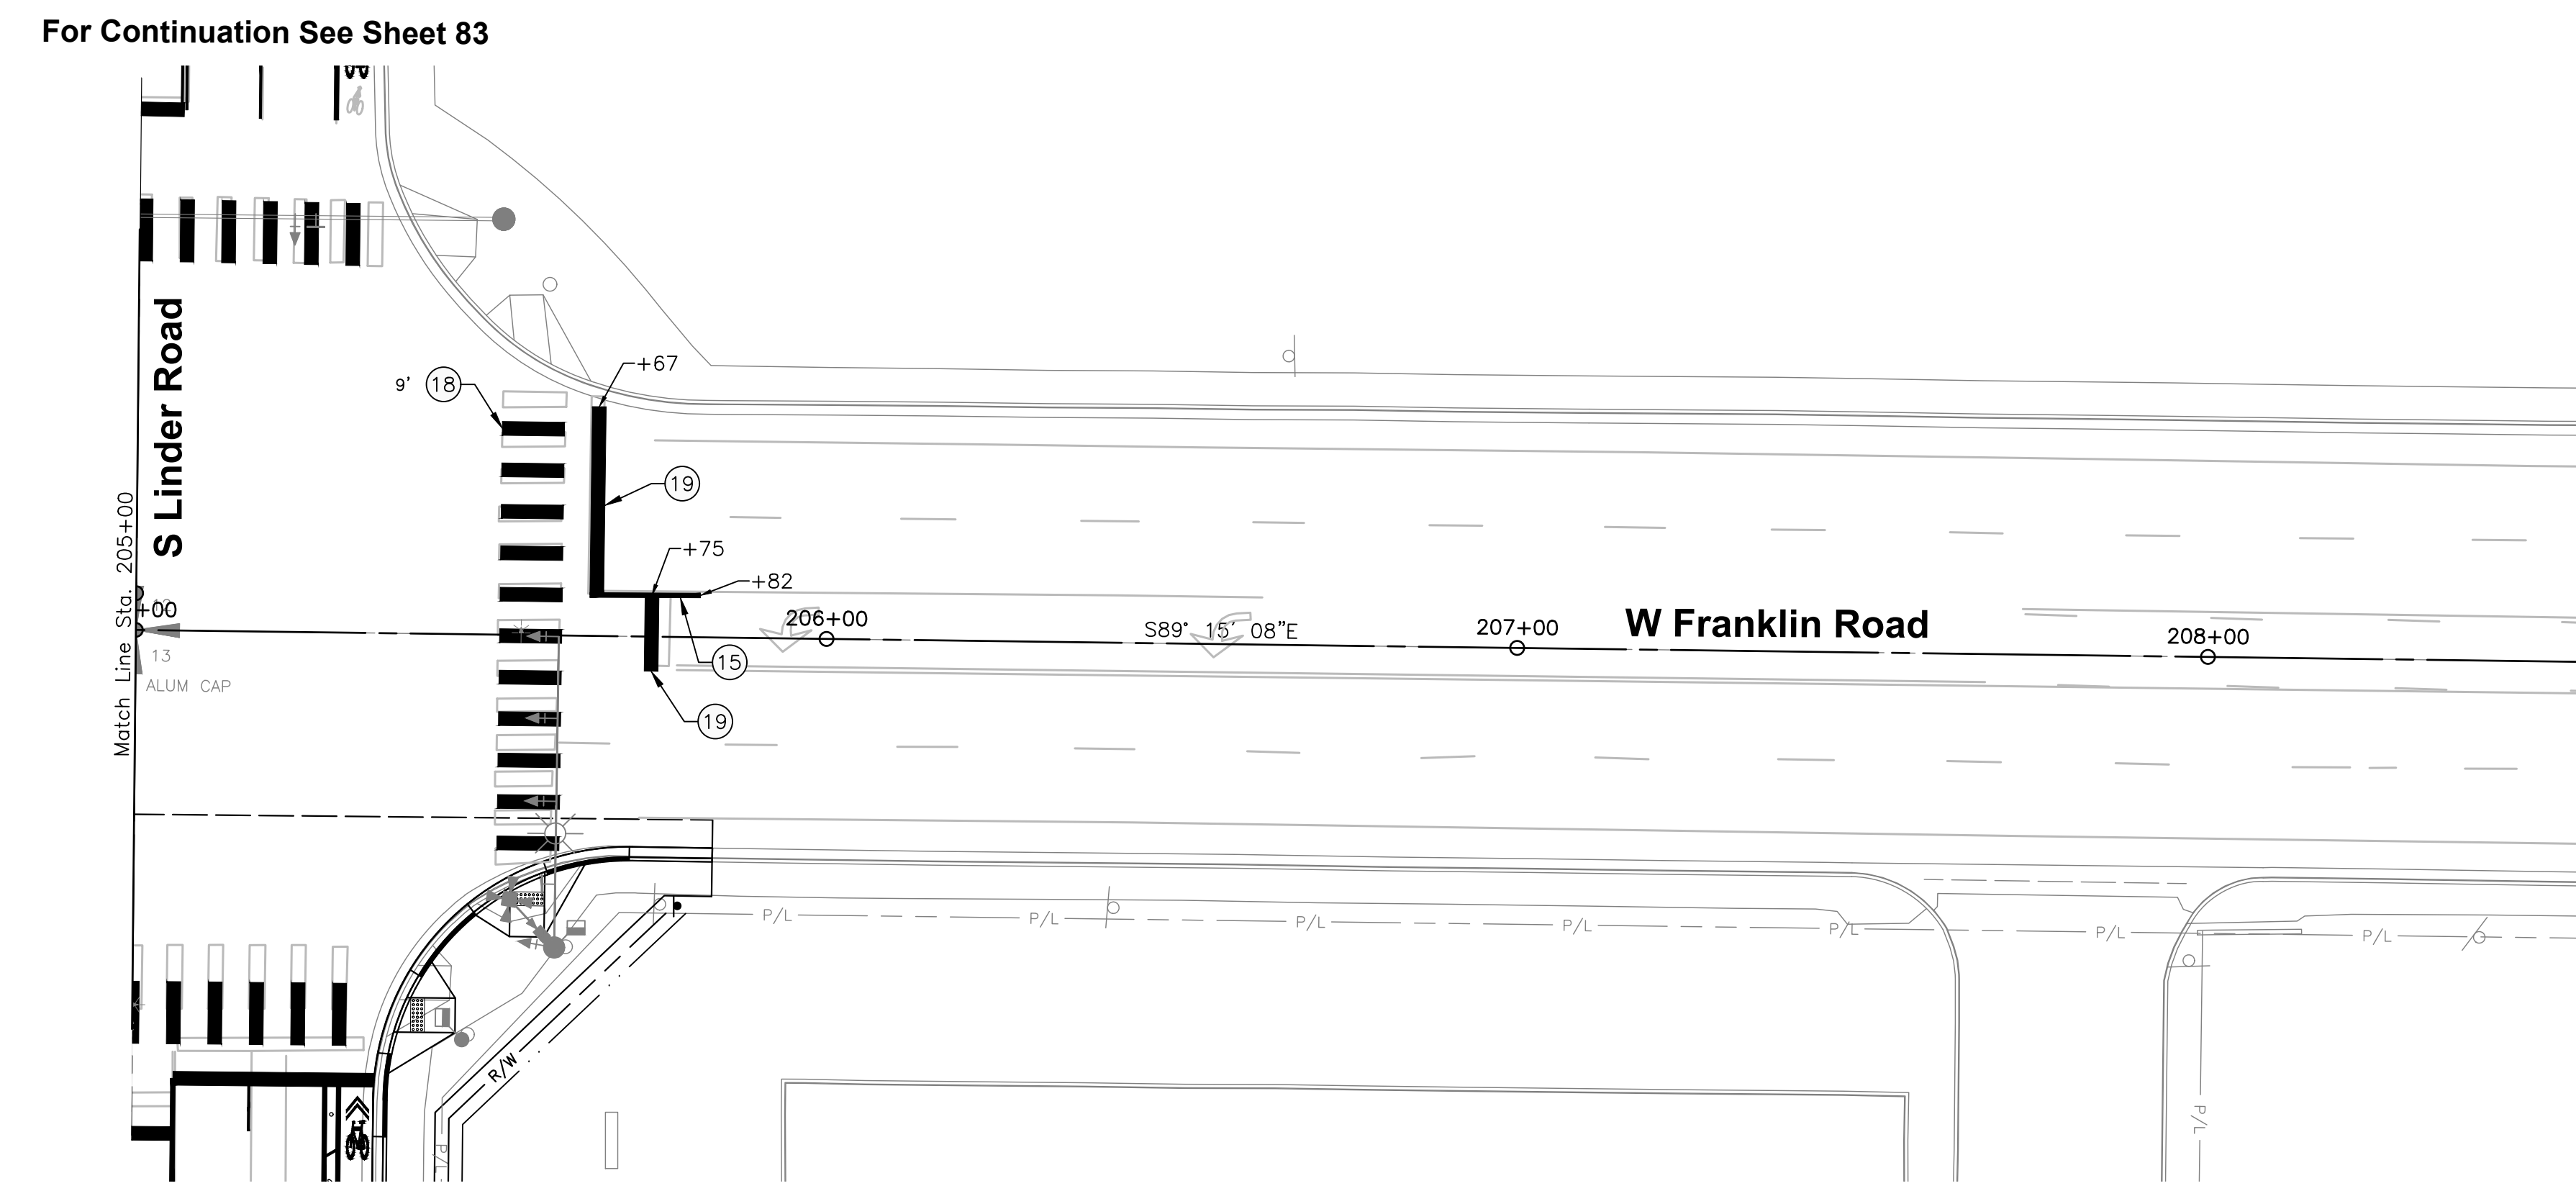 For Continuation See Sheet 83
S Linder Road
Match Line Sta. 205+00
9' 18
+67
19
+75
+82
+00
206+00
S89° 15' 08"E
207+00
W Franklin Road
208+00
13
ALUM CAP
15
19
P/L
P/L
P/L
P/L
P/L
P/L
P/L
R/W
P/L
P/L